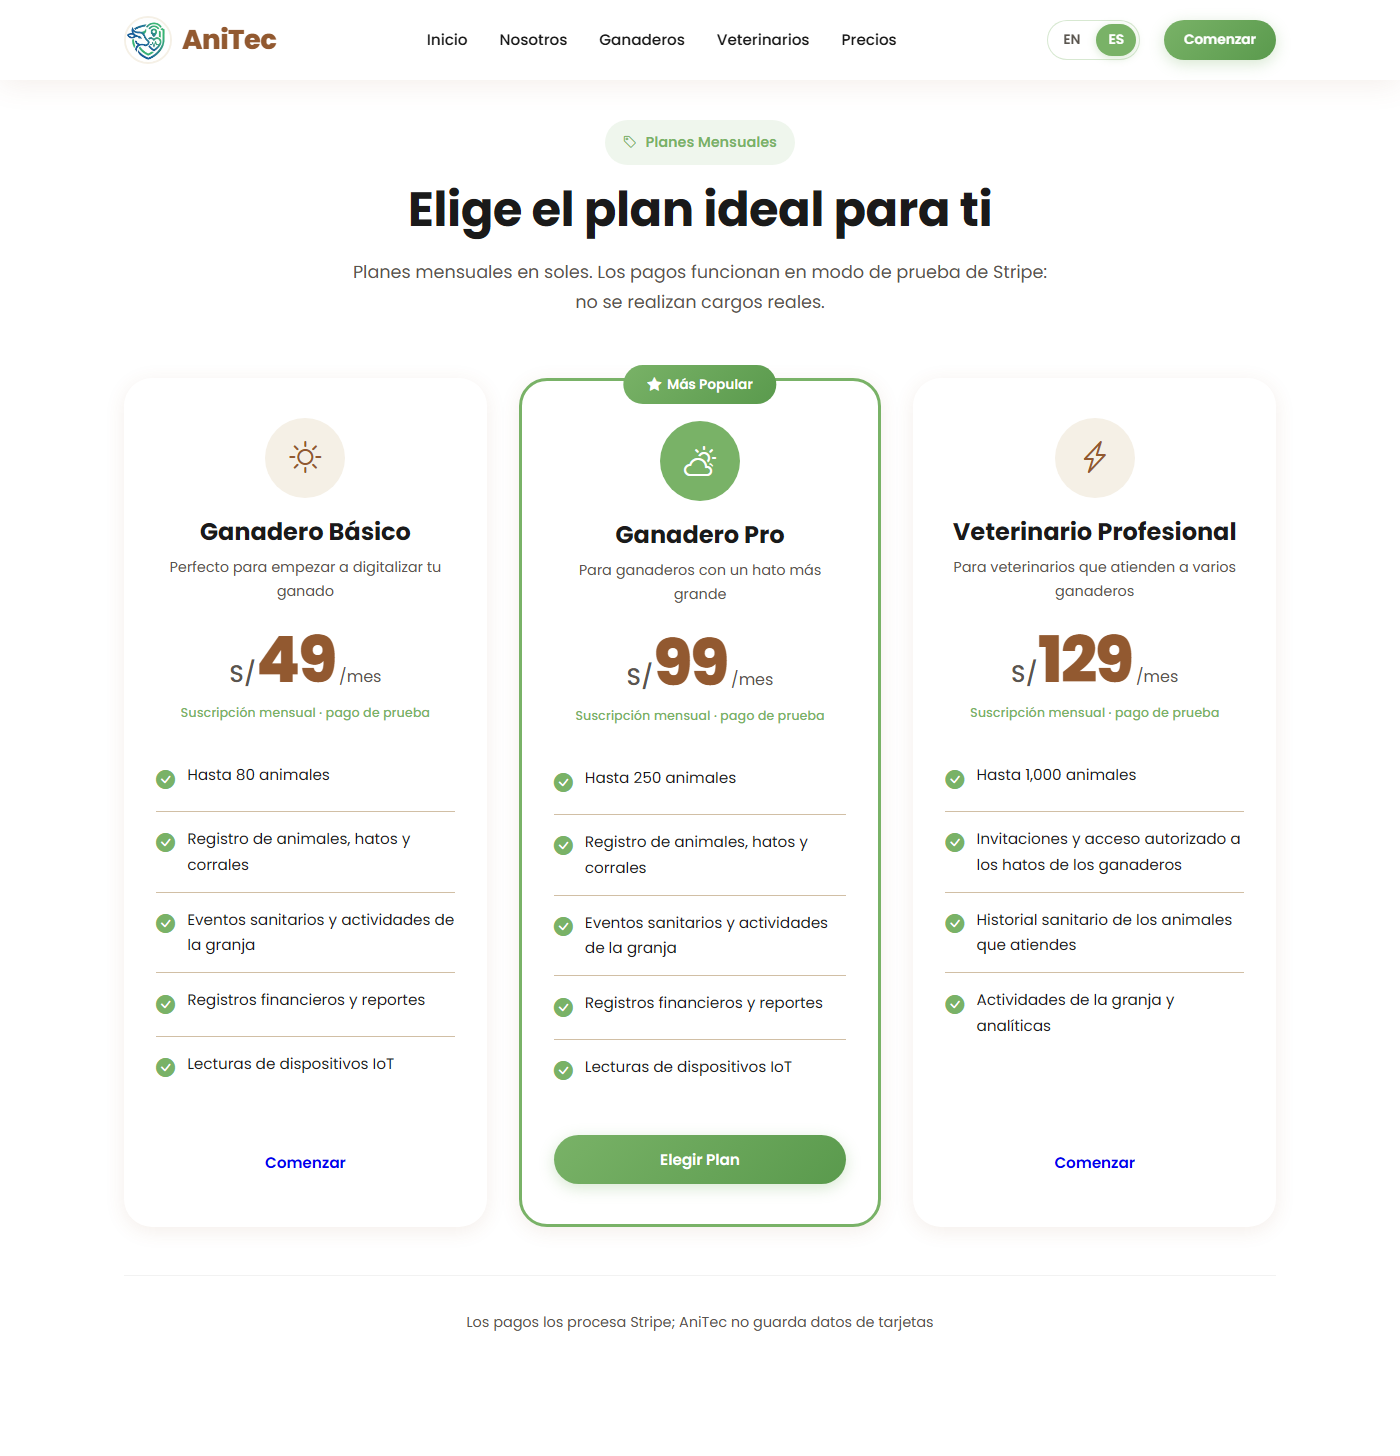 AniTec
Inicio
Nosotros
Ganaderos
Veterinarios
Precios
EN
ES
Comenzar
Planes Mensuales
Elige el plan ideal para ti
Planes mensuales en soles. Los pagos funcionan en modo de prueba de Stripe:
no se realizan cargos reales.
Ganadero Básico
Perfecto para empezar a digitalizar tu
ganado
S/49/mes
Suscripción mensual · pago de prueba
Hasta 80 animales
Registro de animales, hatos y
corrales
Eventos sanitarios y actividades de
la granja
Registros financieros y reportes
Lecturas de dispositivos IoT
Comenzar
Más Popular
Ganadero Pro
Para ganaderos con un hato más
grande
S/99/mes
Suscripción mensual · pago de prueba
Hasta 250 animales
Registro de animales, hatos y
corrales
Eventos sanitarios y actividades
de la granja
Registros financieros y reportes
Lecturas de dispositivos IoT
Elegir Plan
Veterinario Profesional
Para veterinarios que atienden a varios
ganaderos
S/129/mes
Suscripción mensual · pago de prueba
Hasta 1,000 animales
Invitaciones y acceso autorizado a
los hatos de los ganaderos
Historial sanitario de los animales
que atiendes
Actividades de la granja y
analíticas
Comenzar
Los pagos los procesa Stripe; AniTec no guarda datos de tarjetas